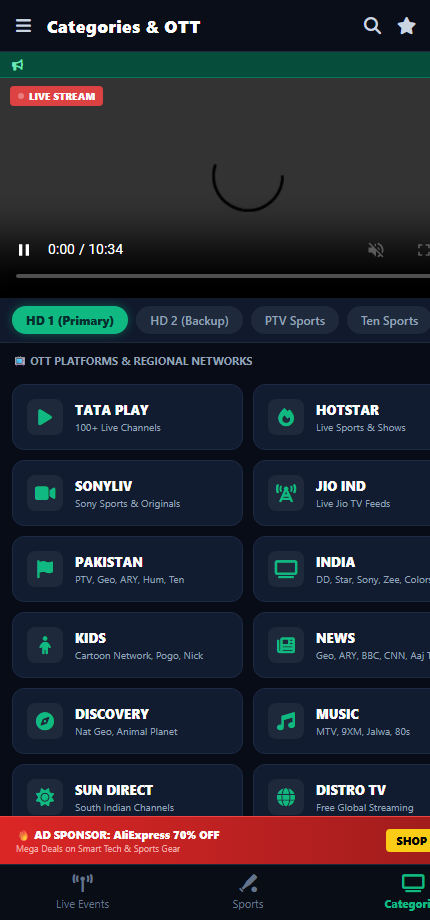 Categories & OTT
LIVE STREAM
0:00 / 10:34
HD 1 (Primary)
HD 2 (Backup)
PTV Sports
Ten Sports
OTT PLATFORMS & REGIONAL NETWORKS
TATA PLAY
100+ Live Channels
HOTSTAR
Live Sports & Shows
SONYLIV
Sony Sports & Originals
JIO IND
Live Jio TV Feeds
PAKISTAN
PTV, Geo, ARY, Hum, Ten
INDIA
DD, Star, Sony, Zee, Colors
KIDS
Cartoon Network, Pogo, Nick
NEWS
Geo, ARY, BBC, CNN, Aaj T
DISCOVERY
Nat Geo, Animal Planet
MUSIC
MTV, 9XM, Jalwa, 80s
SUN DIRECT
South Indian Channels
DISTRO TV
Free Global Streaming
AD SPONSOR: AliExpress 70% OFF
Mega Deals on Smart Tech & Sports Gear
SHOP
Live Events
Sports
Categori